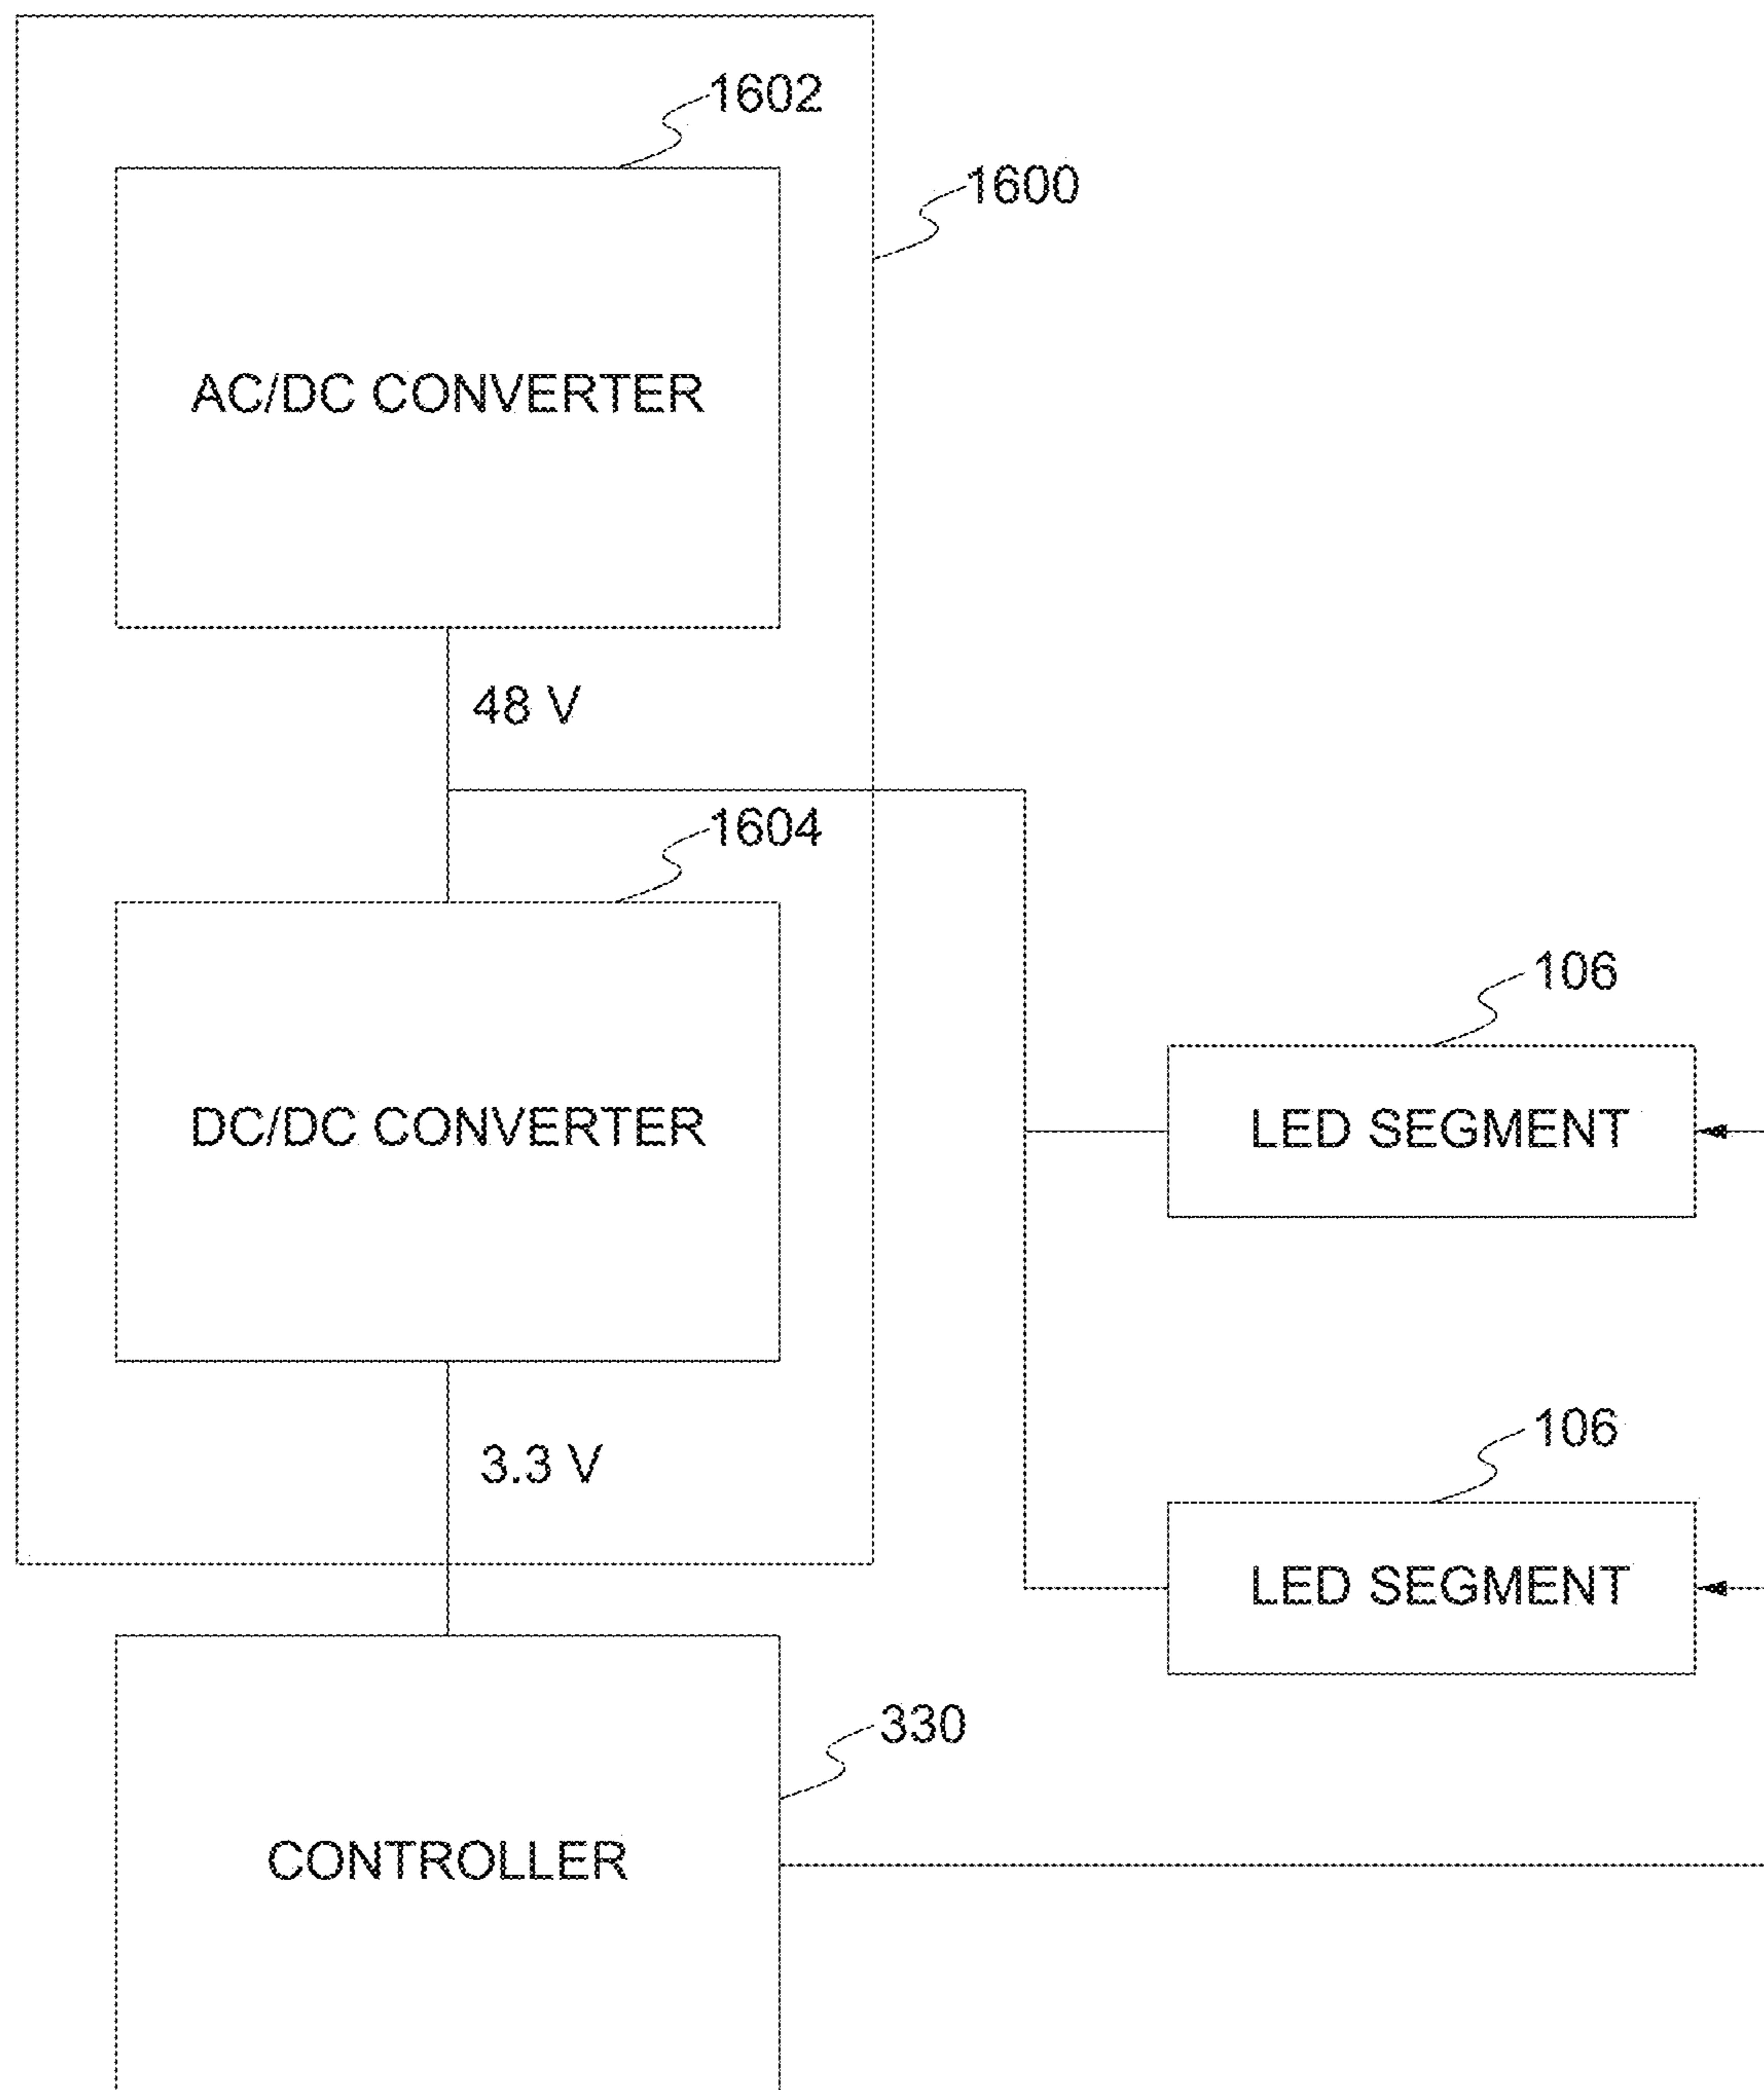 1602
1600
AC/DC CONVERTER
48 V
1604
106
DC/DC CONVERTER
LED SEGMENT
106
3.3 V
LED SEGMENT
330
CONTROLLER